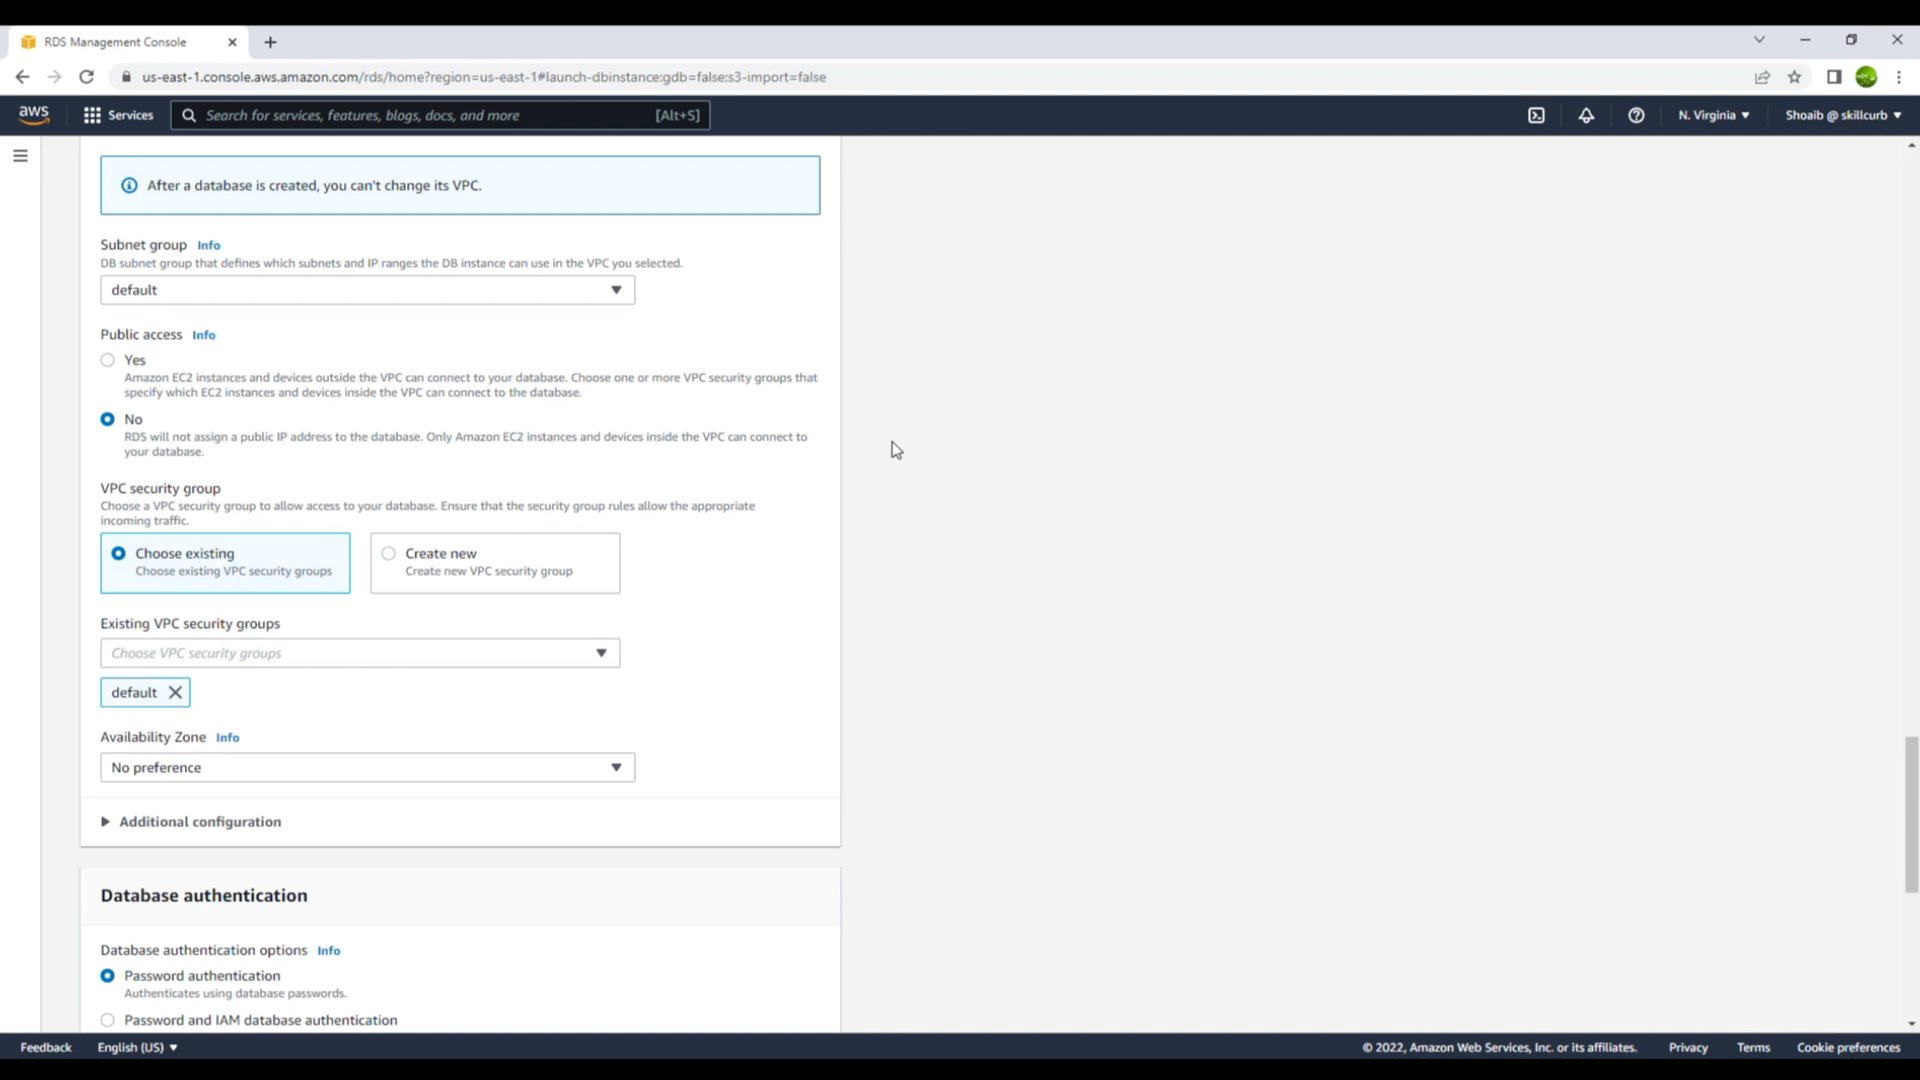 RDS Management Console
us-east-1.console.aws.amazon.com/rds/home?region=us-east-1#launch-dbinstance:gdb=false;s3-import=false
aws
Services
Search for services, features, blogs, docs, and more
[Alt+S]
N. Virginia
Shoaib @ skillcurb
After a database is created, you can't change its VPC.
Subnet group Info
DB subnet group that defines which subnets and IP ranges the DB instance can use in the VPC you selected.
default
Public access Info
Yes
Amazon EC2 instances and devices outside the VPC can connect to your database. Choose one or more VPC security groups that
specify which EC2 instances and devices inside the VPC can connect to the database.
No
RDS will not assign a public IP address to the database. Only Amazon EC2 instances and devices inside the VPC can connect to
your database.
VPC security group
Choose a VPC security group to allow access to your database. Ensure that the security group rules allow the appropriate
incoming traffic.
Choose existing
Choose existing VPC security groups
Create new
Create new VPC security group
Existing VPC security groups
Choose VPC security groups
default
Availability Zone Info
No preference
Additional configuration
Database authentication
Database authentication options Info
Password authentication
Authenticates using database passwords.
Password and IAM database authentication
Feedback
English (US)
© 2022, Amazon Web Services, Inc. or its affiliates.
Privacy
Terms
Cookie preferences